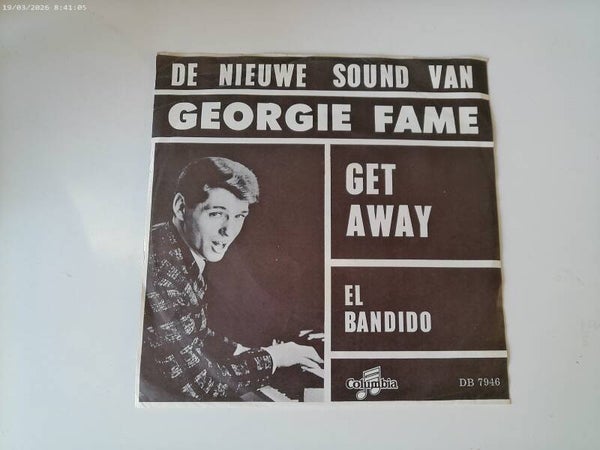 19/03/2026 8:41:05
DE NIEUWE SOUND VAN
GEORGIE FAME
GET
AWAY
EL
BANDIDO
Columbia
DB 7946